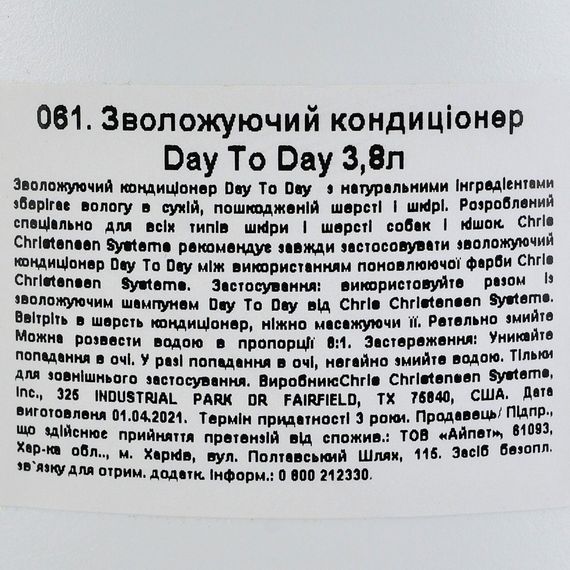 061. Зволожуючий кондиціонер
Day To Day 3,8л
Зволожуючий кондиціонер Day To Day з натуральними інгредієнтами
зберігає вологу в сухій, пошкодженій шерсті і шкірі. Розроблений
спеціально для всіх типів шкіри і шерсті собак і кішок. Chris
Christensen Systems рекомендує завжди застосовувати зволожуючий
кондиціонер Day To Day між використанням поновлюючої фарби Chris
Christensen Systems. Застосування: використовуйте разом із
зволожуючим шампунем Day To Day від Chris Christensen Systems.
Ввітріть в шерсть кондиціонер, ніжно масажуючи її. Ретельно змийте
Можна розвести водою в пропорції 8:1. Застереження: Уникайте
попадання в очі. У разі попадання в очі, негайно змийте водою. Тільки
для зовнішнього застосування. Виробник:Chris Christensen Systems,
Inc., 325 INDUSTRIAL PARK DR FAIRFIELD, TX 75840, США. Дата
виготовленя 01.04.2021. Термін придатності 3 роки. Продавець/ Підпр.,
що здійснює прийняття претензій від спожив.: ТОВ «Айпет», 61093,
Хар-ка обл.., м. Харків, вул. Полтавський Шлях, 115. Засіб безопл.
зв`язку для отрим. додатк. інформ.: 0 800 212330.